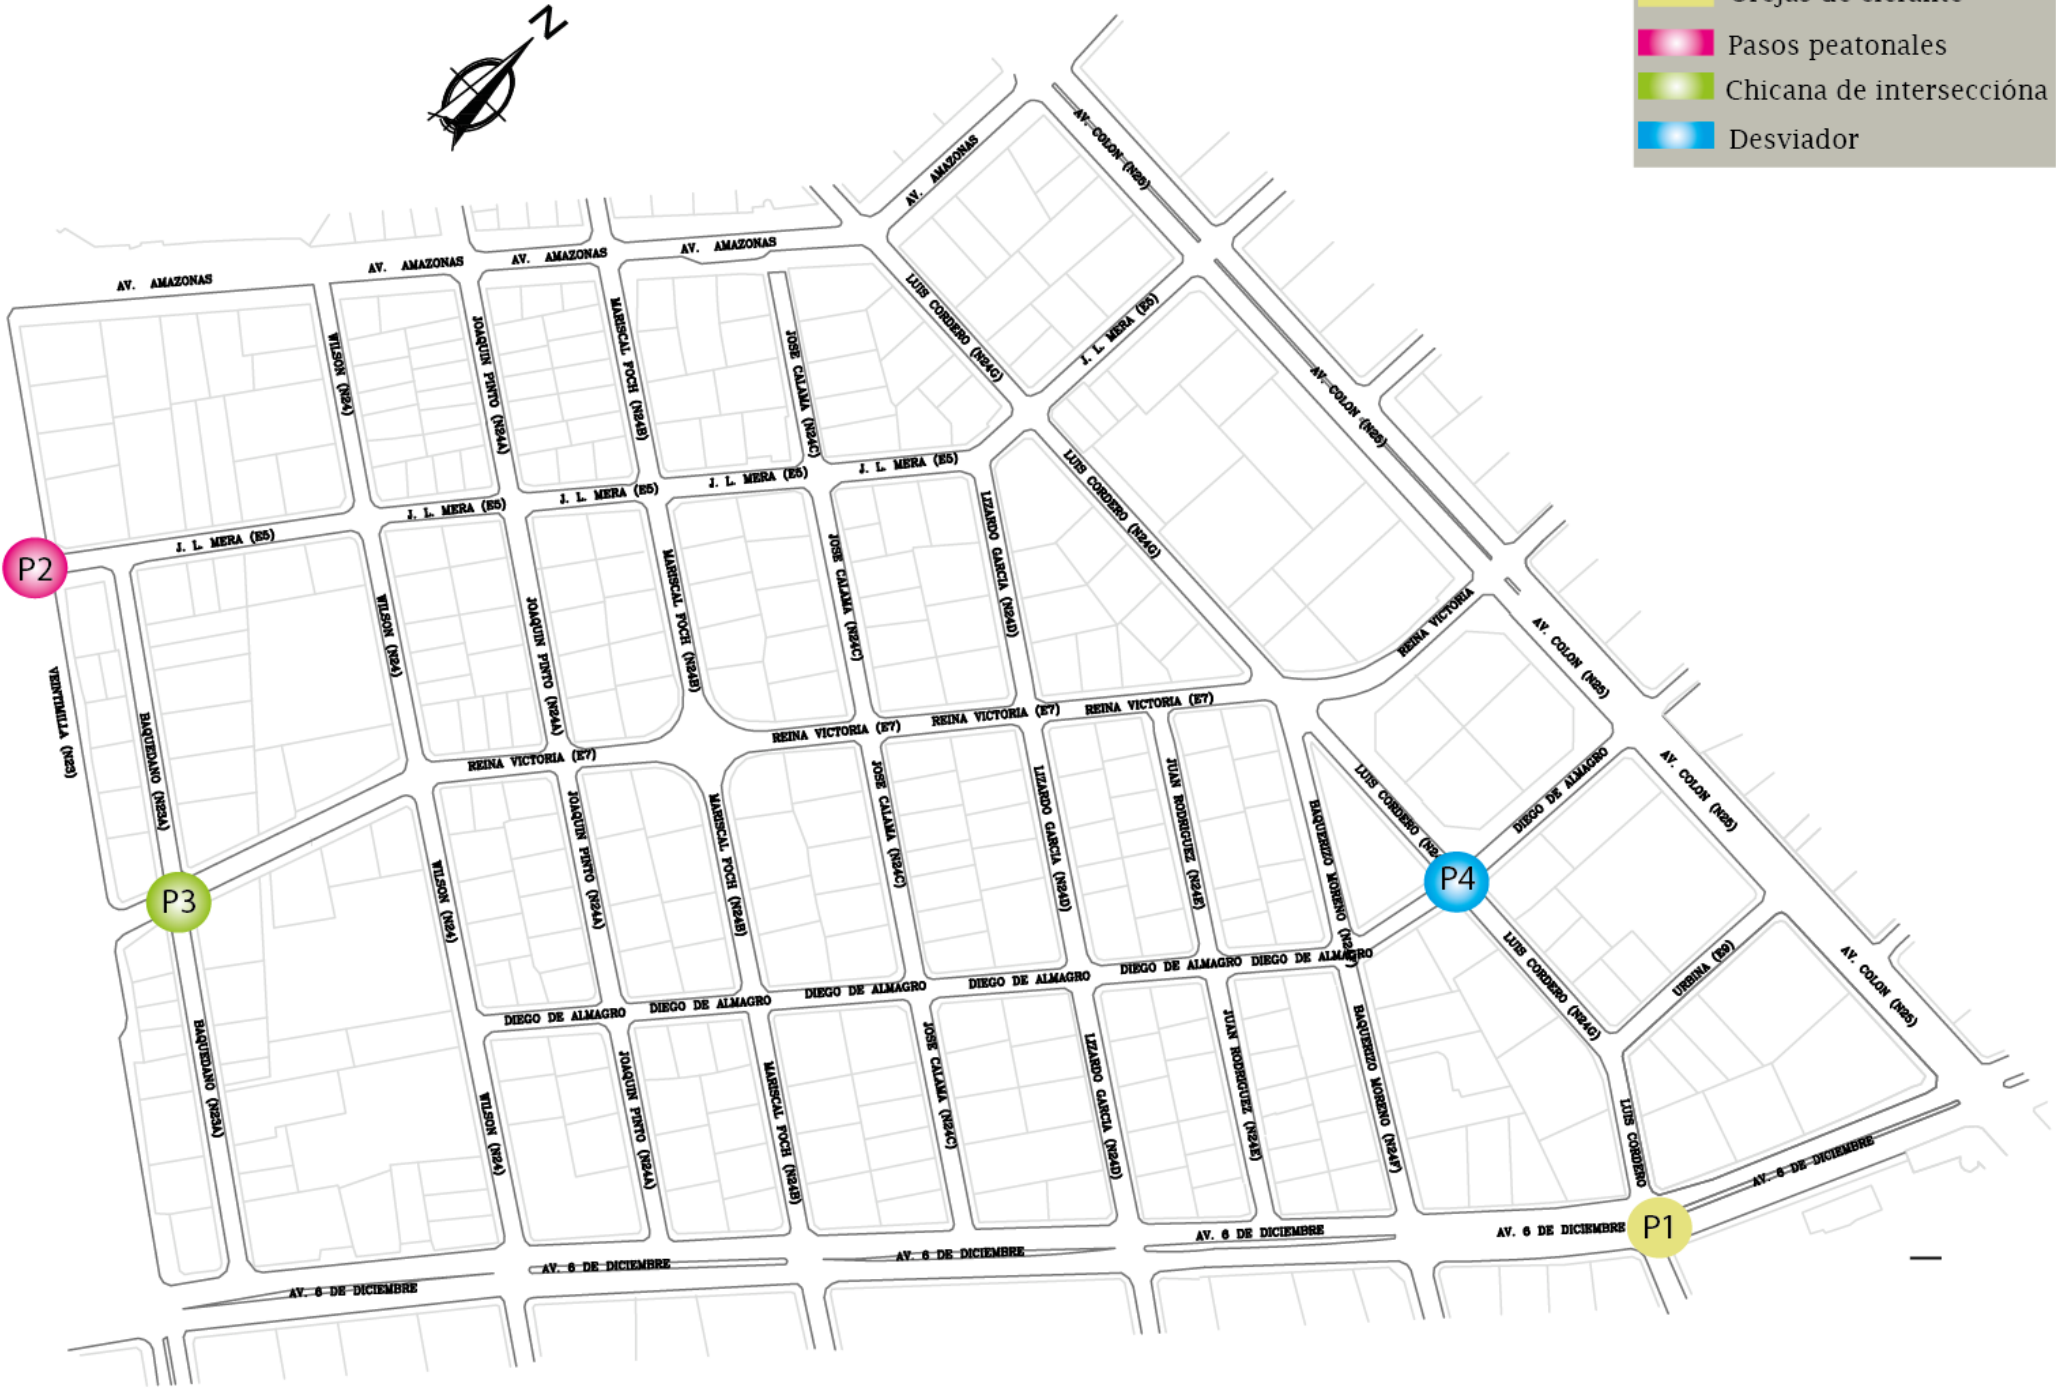 N
Pasos peatonales
Chicana de interseccióna
Desviador
AV. COLON (N25)
AV. AMAZONAS
AV. AMAZONAS
AV. AMAZONAS
AV. AMAZONAS
AV. AMAZONAS
WILSON (N24)
JOAQUIN PINTO (N24A)
MARISCAL FOCH (N24B)
JOSE CALAMA (N24C)
LUIS CORDERO (N24G)
J. L. MERA (E5)
AV. COLON (N25)
J. L. MERA (E5)
J. L. MERA (E5)
J. L. MERA (E5)
J. L. MERA (E5)
J. L. MERA (E5)
P2
VEINTIMILLA (N23)
BAQUEDANO (N23A)
WILSON (N24)
JOAQUIN PINTO (N24A)
MARISCAL FOCH (N24B)
JOSE CALAMA (N24C)
LIZARDO GARCIA (N24D)
LUIS CORDERO (N24G)
REINA VICTORIA
AV. COLON (N25)
REINA VICTORIA (E7)
REINA VICTORIA (E7)
REINA VICTORIA (E7)
REINA VICTORIA (E7)
P3
WILSON (N24)
JOAQUIN PINTO (N24A)
MARISCAL FOCH (N24B)
JOSE CALAMA (N24C)
LIZARDO GARCIA (N24D)
JUAN RODRIGUEZ (N24E)
BAQUERIZO MORENO
LUIS CORDERO
P4
DIEGO DE ALMAGRO
AV. COLON (N25)
DIEGO DE ALMAGRO
DIEGO DE ALMAGRO
DIEGO DE ALMAGRO
DIEGO DE ALMAGRO
DIEGO DE ALMAGRO
DIEGO DE ALMAGRO
LUIS CORDERO (N24G)
URBINA (E9)
AV. COLON (N25)
BAQUEDANO (N23A)
WILSON (N24)
JOAQUIN PINTO (N24A)
MARISCAL FOCH (N24B)
JOSE CALAMA (N24C)
LIZARDO GARCIA (N24D)
JUAN RODRIGUEZ (N24E)
BAQUERIZO MORENO (N24F)
LUIS CORDERO
P1
AV. 6 DE DICIEMBRE
AV. 6 DE DICIEMBRE
AV. 6 DE DICIEMBRE
AV. 6 DE DICIEMBRE
AV. 6 DE DICIEMBRE
AV. 6 DE DICIEMBRE